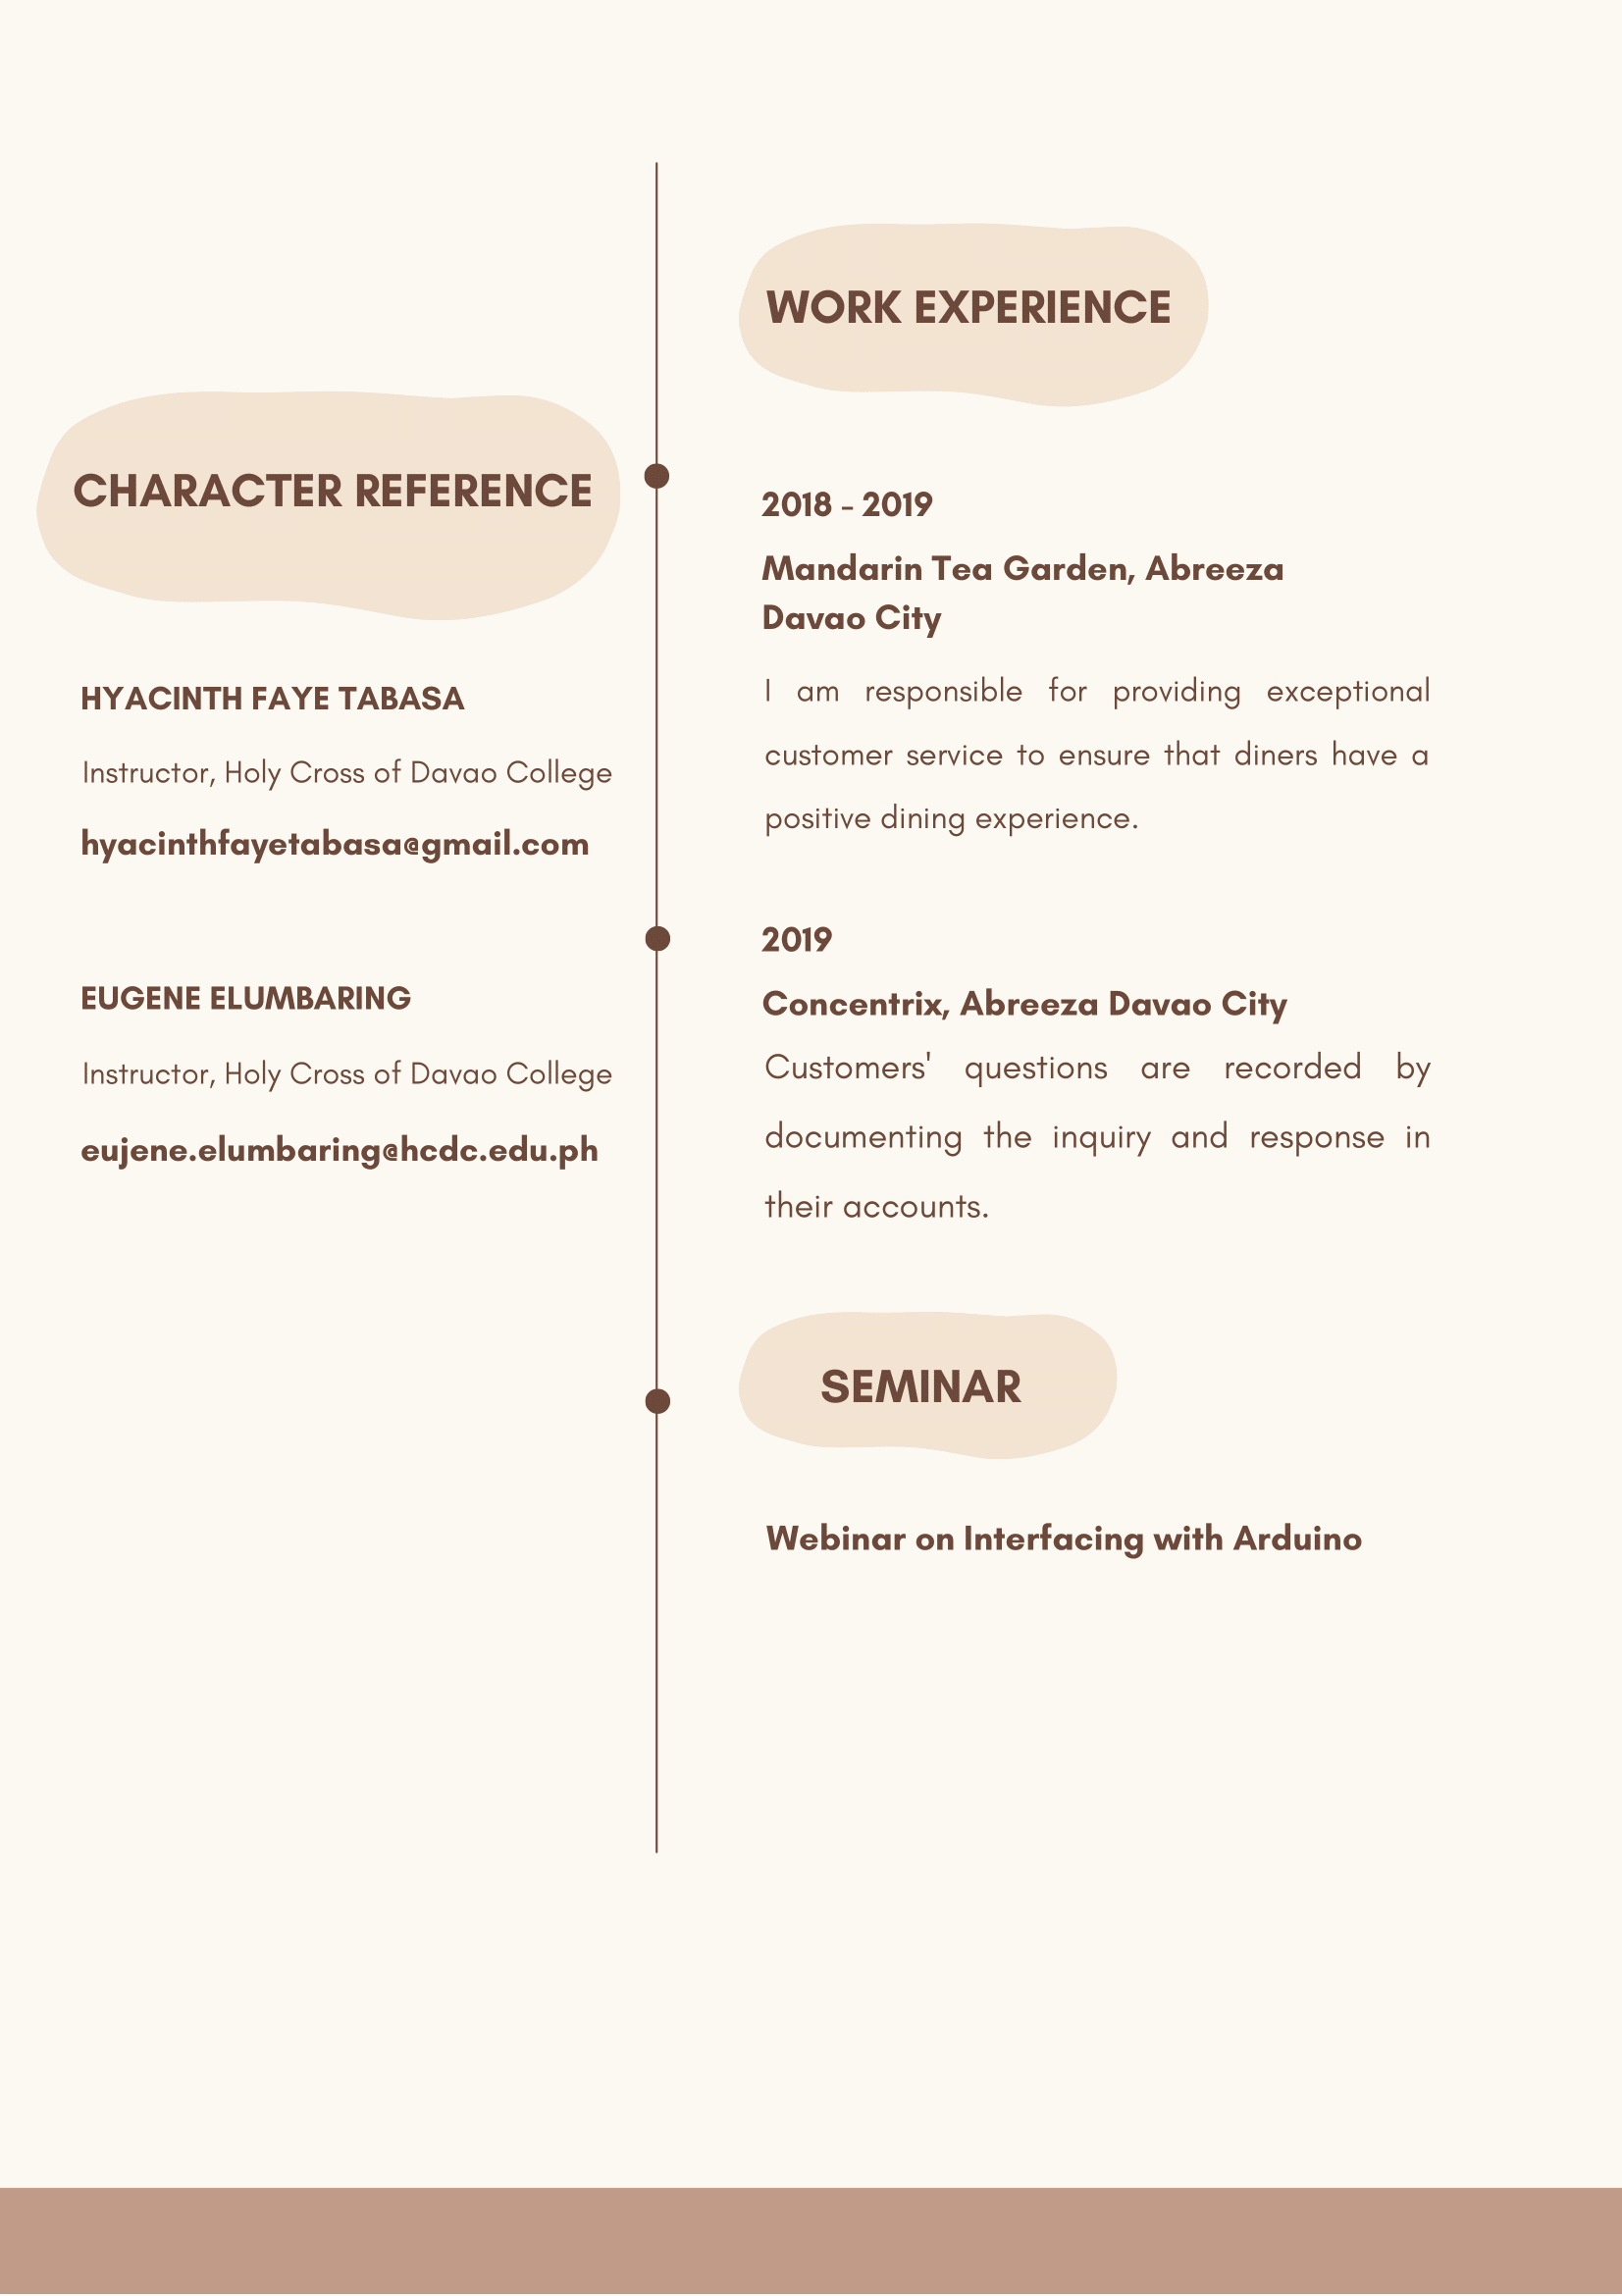 CHARACTER REFERENCE
HYACINTH FAYE TABASA
Instructor, Holy Cross of Davao College
hyacinthfayetabasa@gmail.com
EUGENE ELUMBARING
Instructor, Holy Cross of Davao College
eujene.elumbaring@hcdc.edu.ph
WORK EXPERIENCE
2018 - 2019
Mandarin Tea Garden, Abreeza
Davao City
I am responsible for providing exceptional
customer service to ensure that diners have a
positive dining experience.
2019
Concentrix, Abreeza Davao City
Customers' questions are recorded by
documenting the inquiry and response in
their accounts.
SEMINAR
Webinar on Interfacing with Arduino